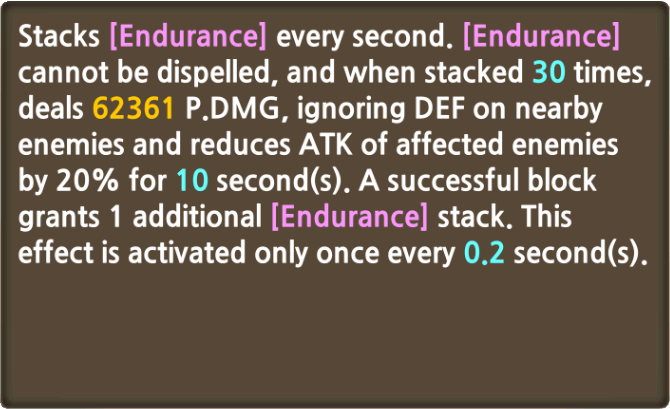 Stacks [Endurance] every second. [Endurance]
cannot be dispelled, and when stacked 30 times,
deals 62361 P.DMG, ignoring DEF on nearby
enemies and reduces ATK of affected enemies
by 20% for 10 second(s). A successful block
grants 1 additional [Endurance] stack. This
effect is activated only once every 0.2 second(s).